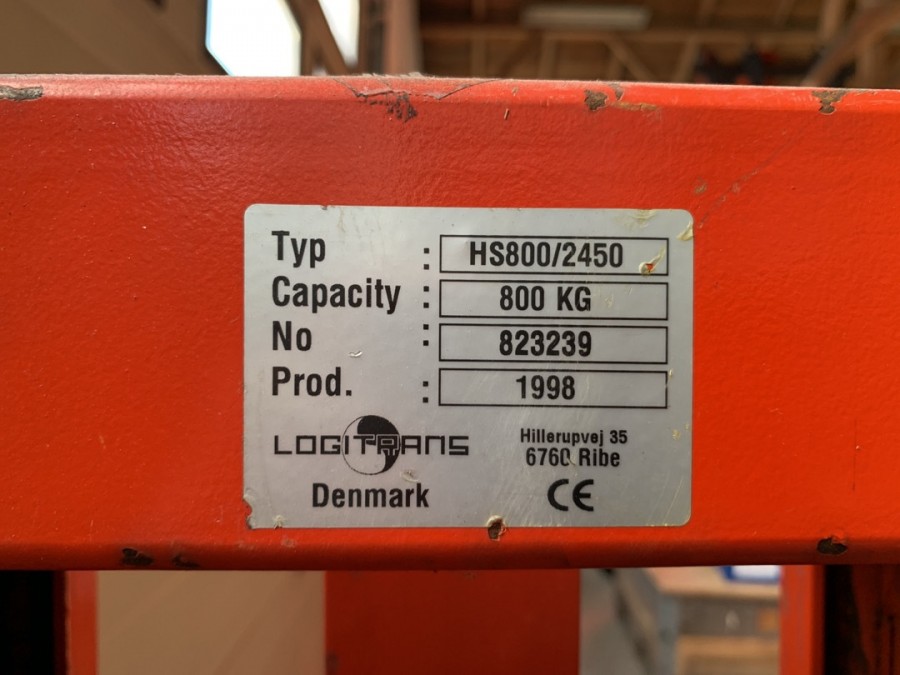 Typ : HS800/2450
Capacity : 800 KG
No : 823239
Prod. : 1998
LOGITRANS
Denmark
Hillerupvej 35
6760 Ribe
CE